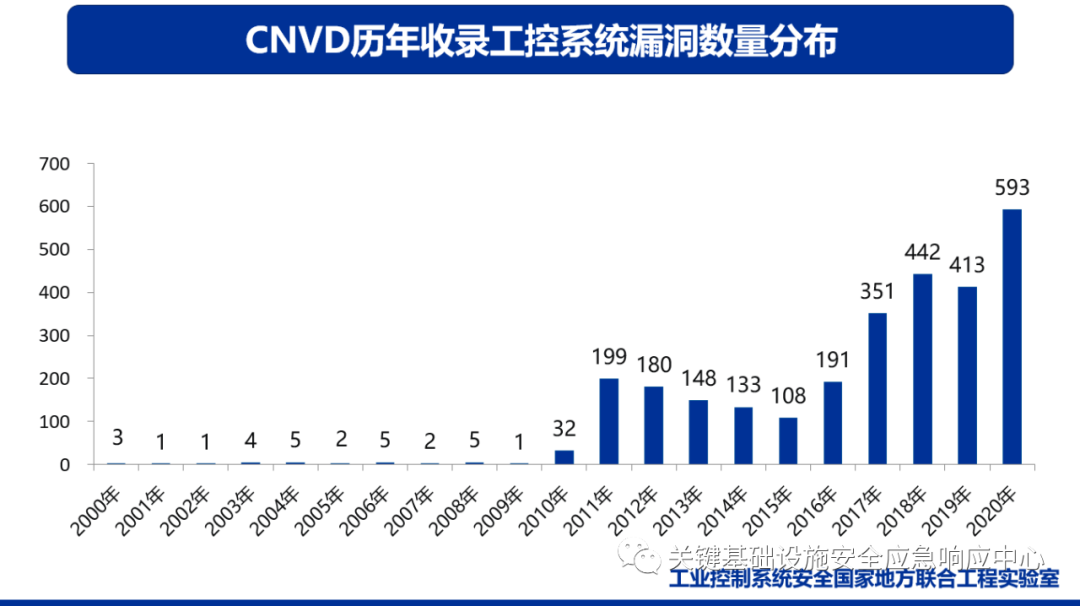 CNVD历年收录工控系统漏洞数量分布
700
600
500
400
300
200
100
0
3
1
1
4
5
2
5
2
5
1
32
199
180
148
133
108
191
351
442
413
593
2000年
2001年
2002年
2003年
2004年
2005年
2006年
2007年
2008年
2009年
2010年
2011年
2012年
2013年
2014年
2015年
2016年
2017年
2018年
2019年
2020年
关键基础设施安全应急响应中心
工业控制系统安全国家地方联合工程实验室